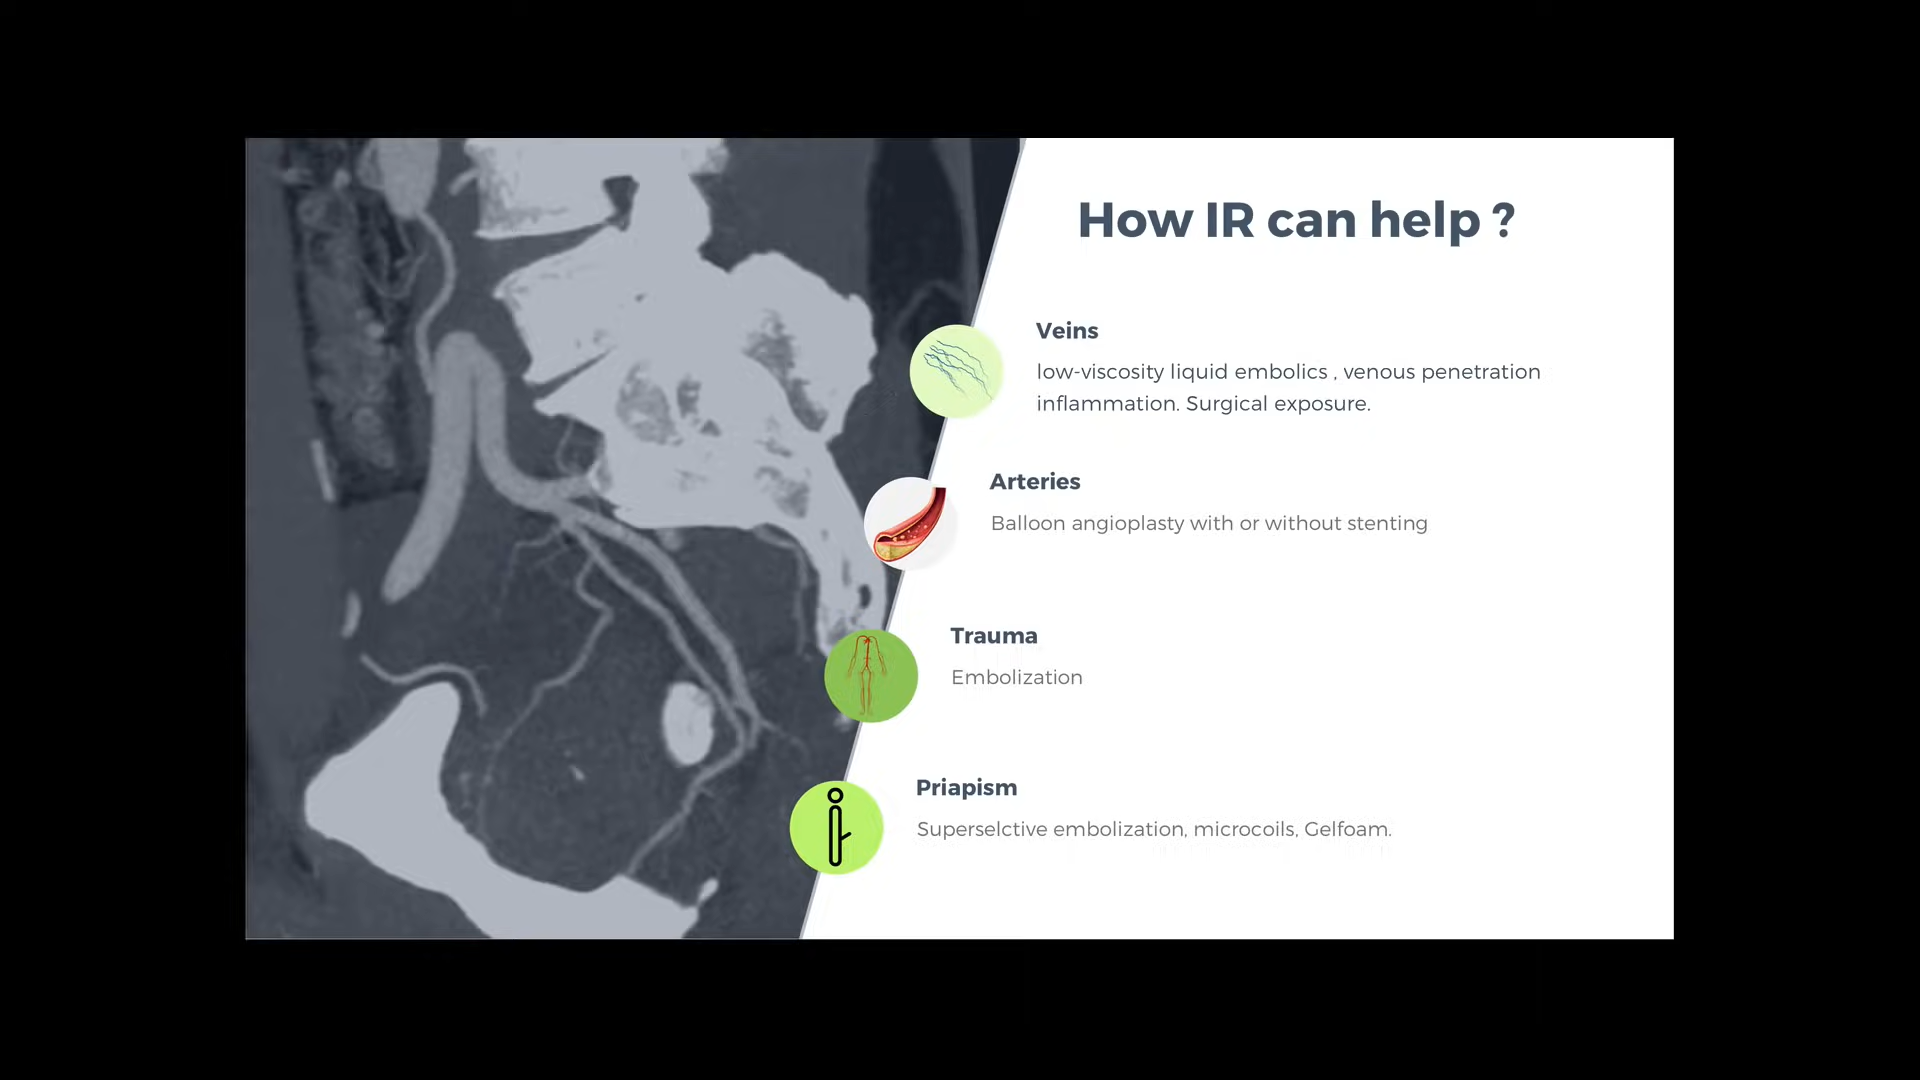 How IR can help ?
Veins
low-viscosity liquid embolics , venous penetration
inflammation. Surgical exposure.
Arteries
Balloon angioplasty with or without stenting
Trauma
Embolization
Priapism
Superselctive embolization, microcoils, Gelfoam.